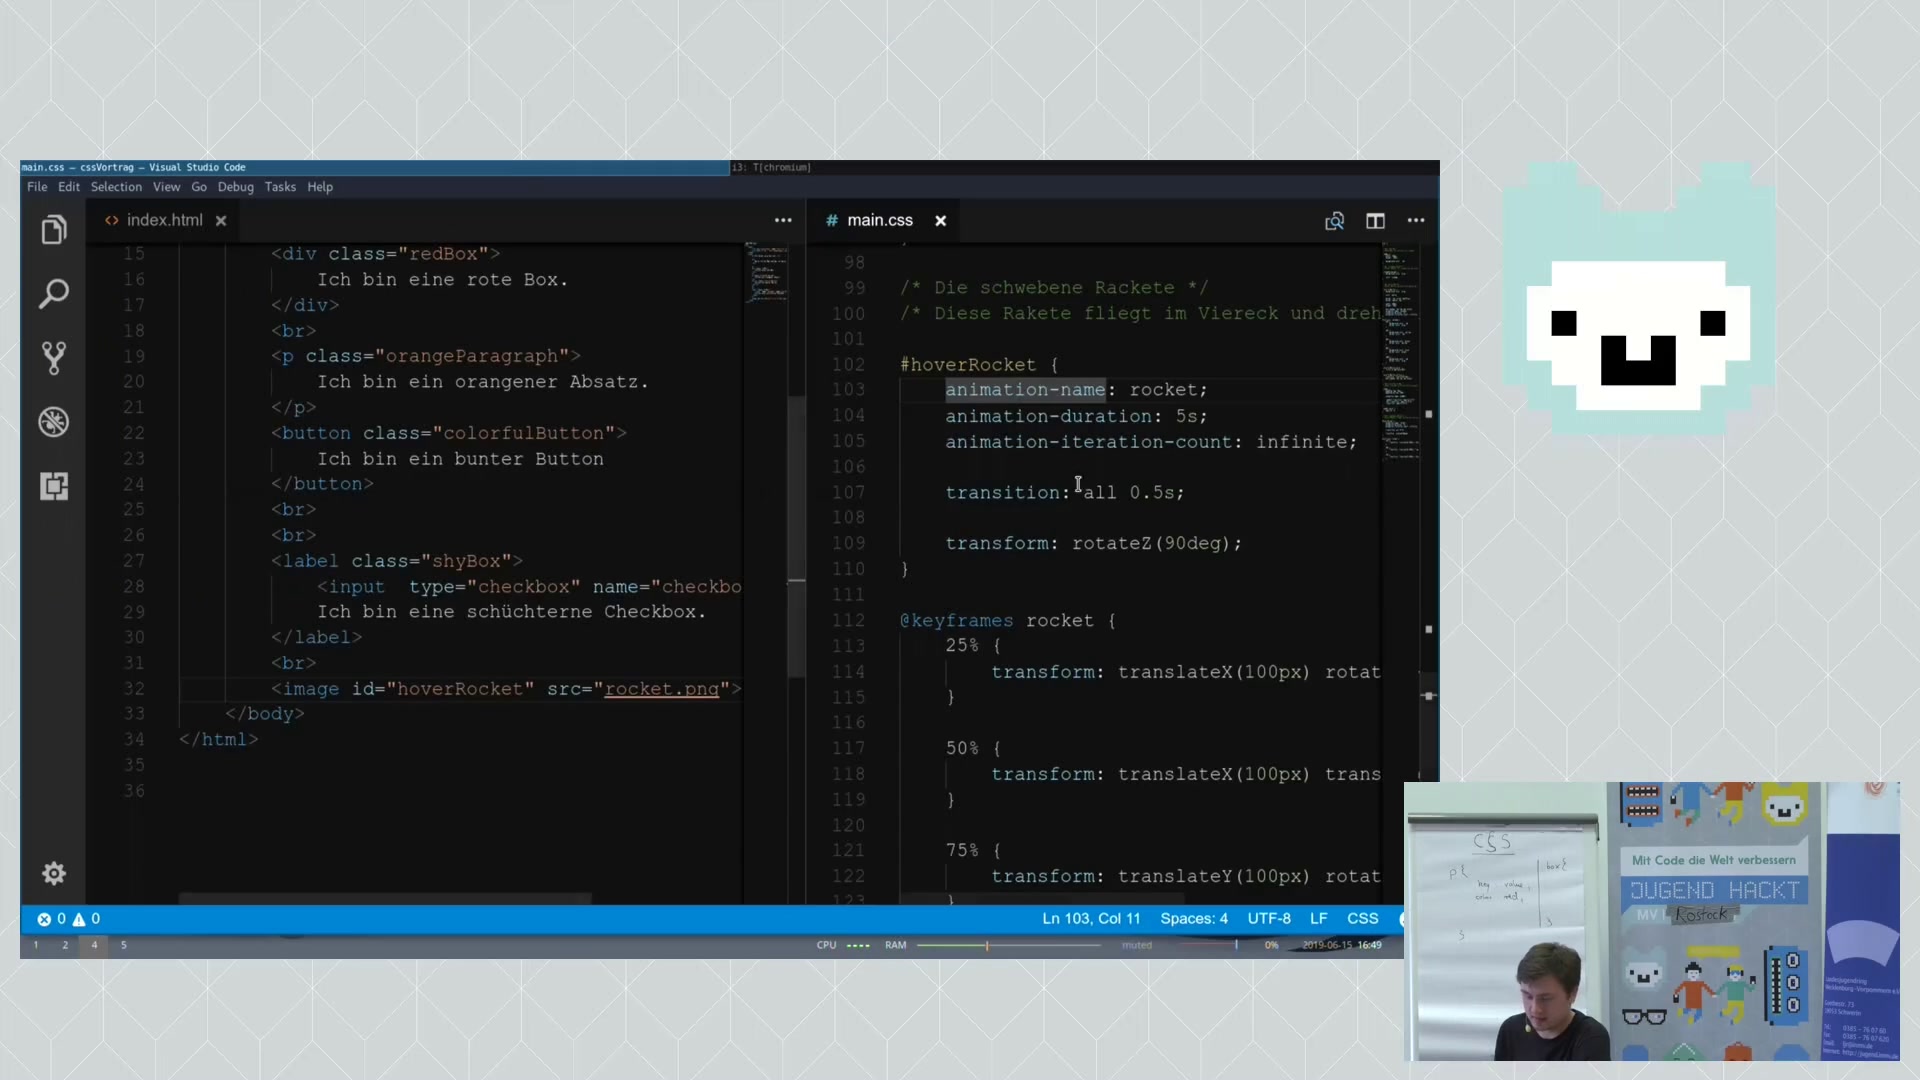 main.css — cssVortrag — Visual Studio Code
i3: T[chromium]
File Edit Selection View Go Debug Tasks Help
<> index.html ×
15 <div class="redBox">
16 Ich bin eine rote Box.
17 </div>
18 <br>
19 <p class="orangeParagraph">
20 Ich bin ein orangener Absatz.
21 </p>
22 <button class="colorfulButton">
23 Ich bin ein bunter Button
24 </button>
25 <br>
26 <br>
27 <label class="shyBox">
28 <input  type="checkbox" name="checkbo
29 Ich bin eine schüchterne Checkbox.
30 </label>
31 <br>
32 <image id="hoverRocket" src="rocket.png">
33 </body>
34 </html>
35
36
# main.css ×
98
99 /* Die schwebene Rackete */
100 /* Diese Rakete fliegt im Viereck und dreh
101
102 #hoverRocket {
103 animation-name: rocket;
104 animation-duration: 5s;
105 animation-iteration-count: infinite;
106
107 transition: all 0.5s;
108
109 transform: rotateZ(90deg);
110 }
111
112 @keyframes rocket {
113 25% {
114 transform: translateX(100px) rotat
115 }
116
117 50% {
118 transform: translateX(100px) trans
119 }
120
121 75% {
122 transform: translateY(100px) rotat
123 }
0 0
Ln 103, Col 11 Spaces: 4 UTF-8 LF CSS
1 2 4 5
CPU RAM muted 0% 2019-06-15 16:49
CSS
p{
box{
key value
color red;
}
Mit Code die Welt verbessern
JUGEND HACKT
MV
Rostock
Landesjugendring
Mecklenburg-Vorpommern